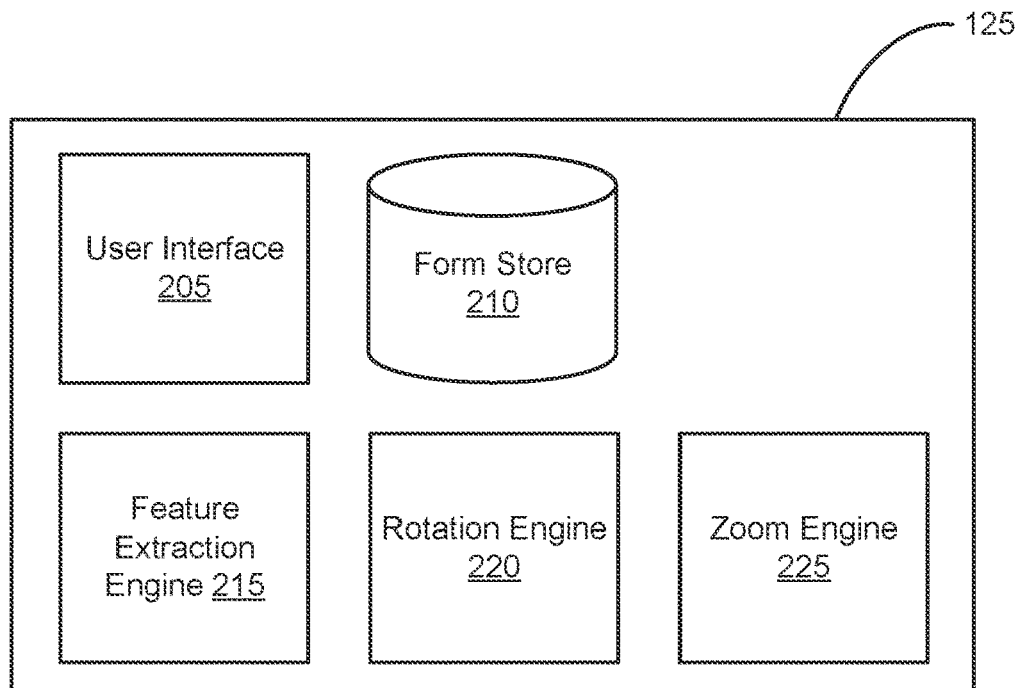 125
User Interface
205
Form Store
210
Feature
Extraction
Engine 215
Rotation Engine
220
Zoom Engine
225